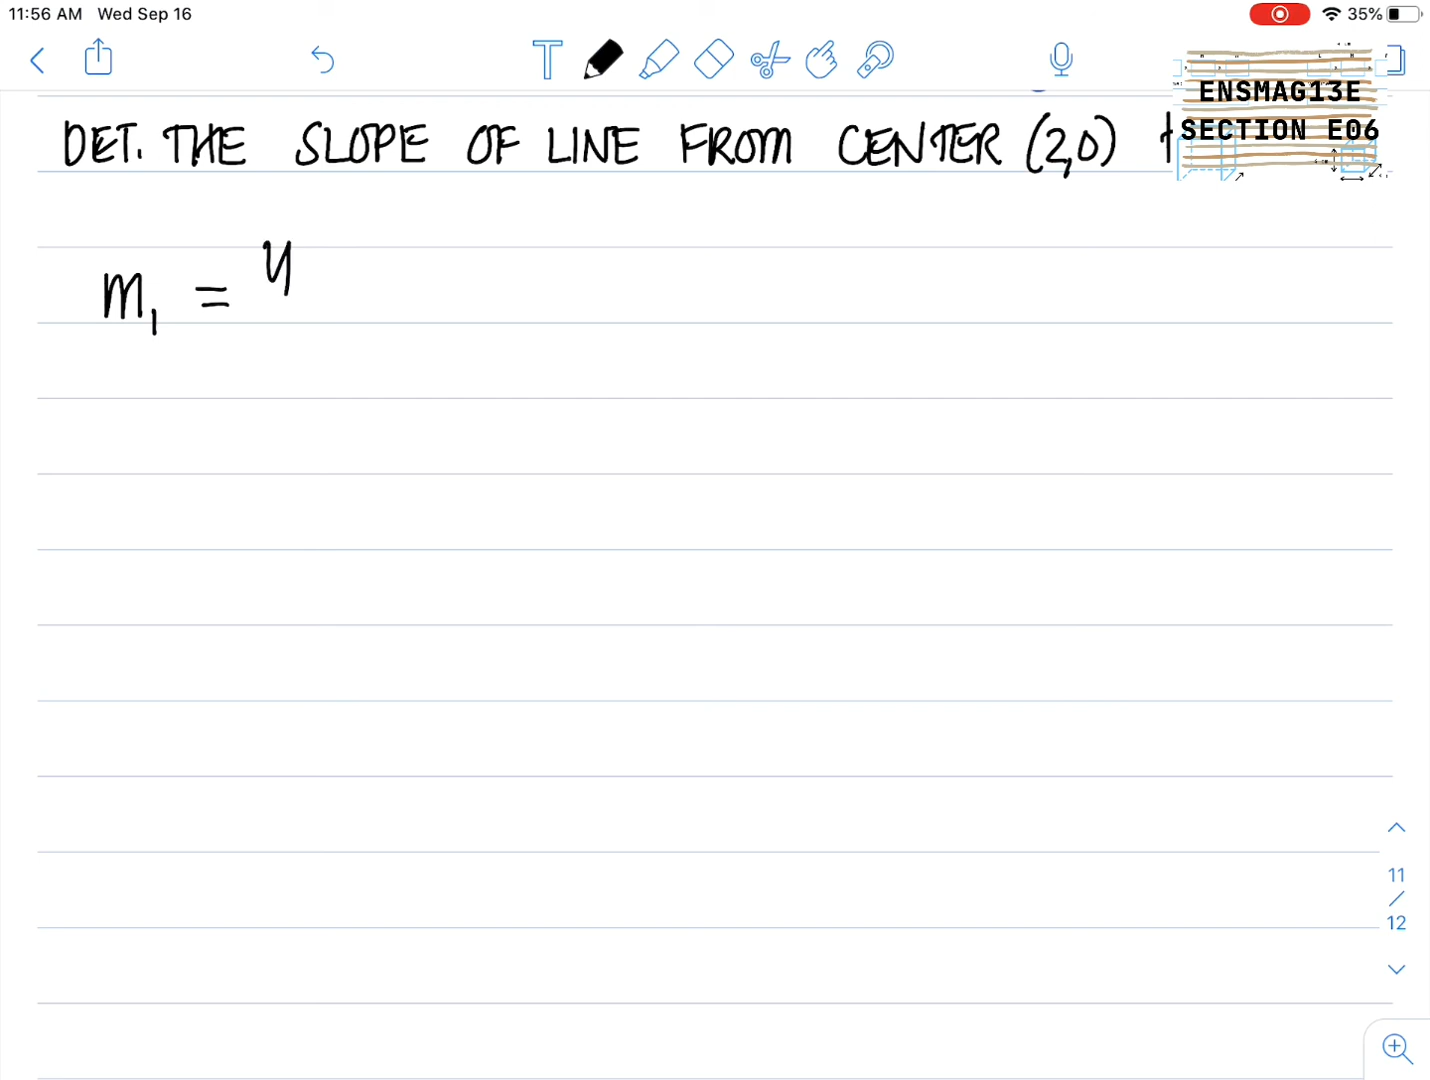 11:56 AM Wed Sep 16
35%
T
ENSMAG13E
SECTION E06
DET. THE SLOPE OF LINE FROM CENTER (2,0)
m₁ = y
11
/
12